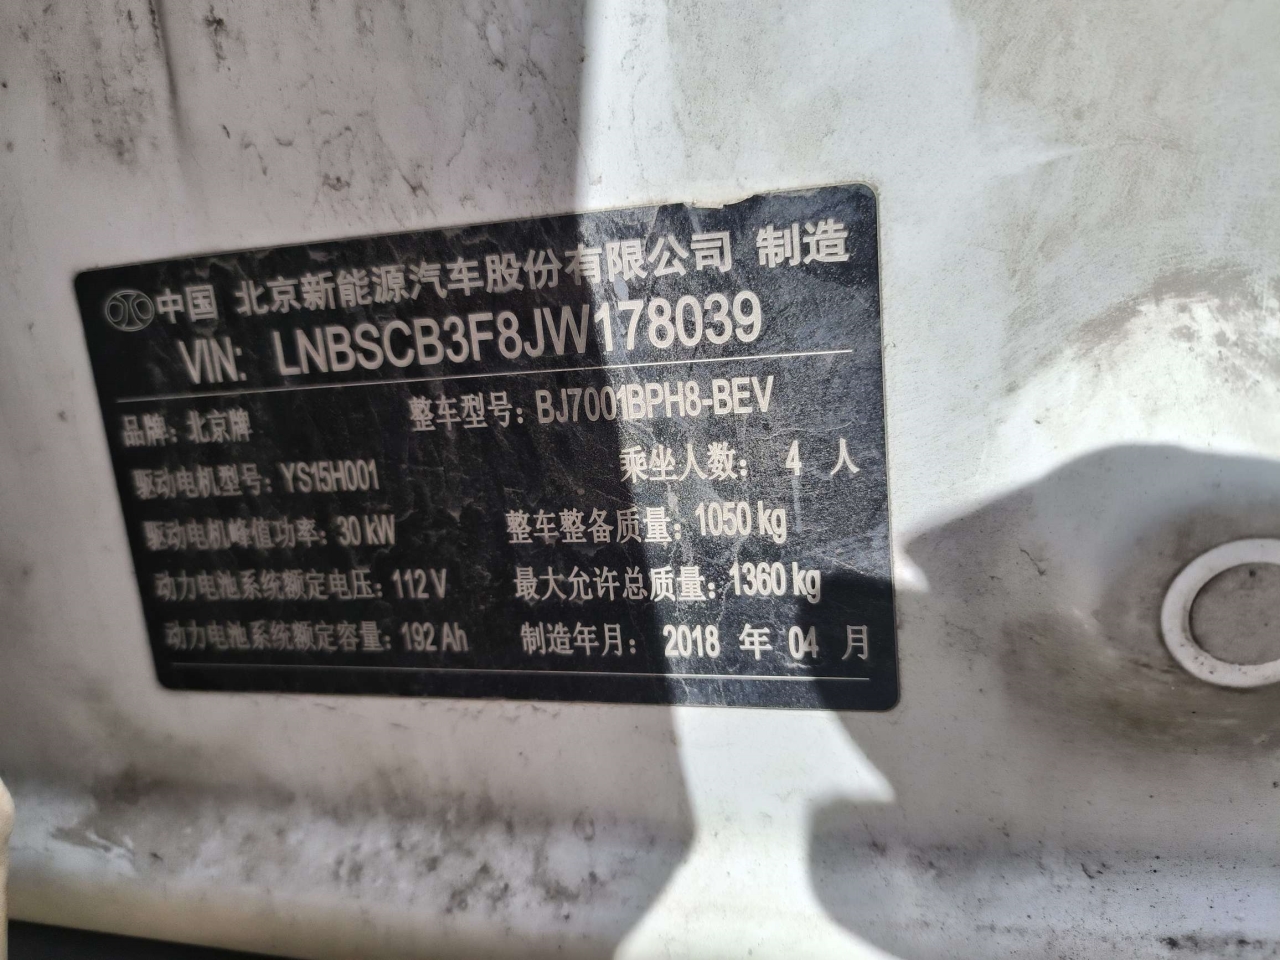 中国 北京新能源汽车股份有限公司 制造
VIN: LNBSCB3F8JW178039
品牌: 北京牌 整车型号: BJ7001BPH8-BEV
驱动电机型号: YS15H001 乘坐人数: 4 人
驱动电机峰值功率: 30 kW 整车整备质量: 1050 kg
动力电池系统额定电压: 112 V 最大允许总质量: 1360 kg
动力电池系统额定容量: 192 Ah 制造年月: 2018 年 04 月